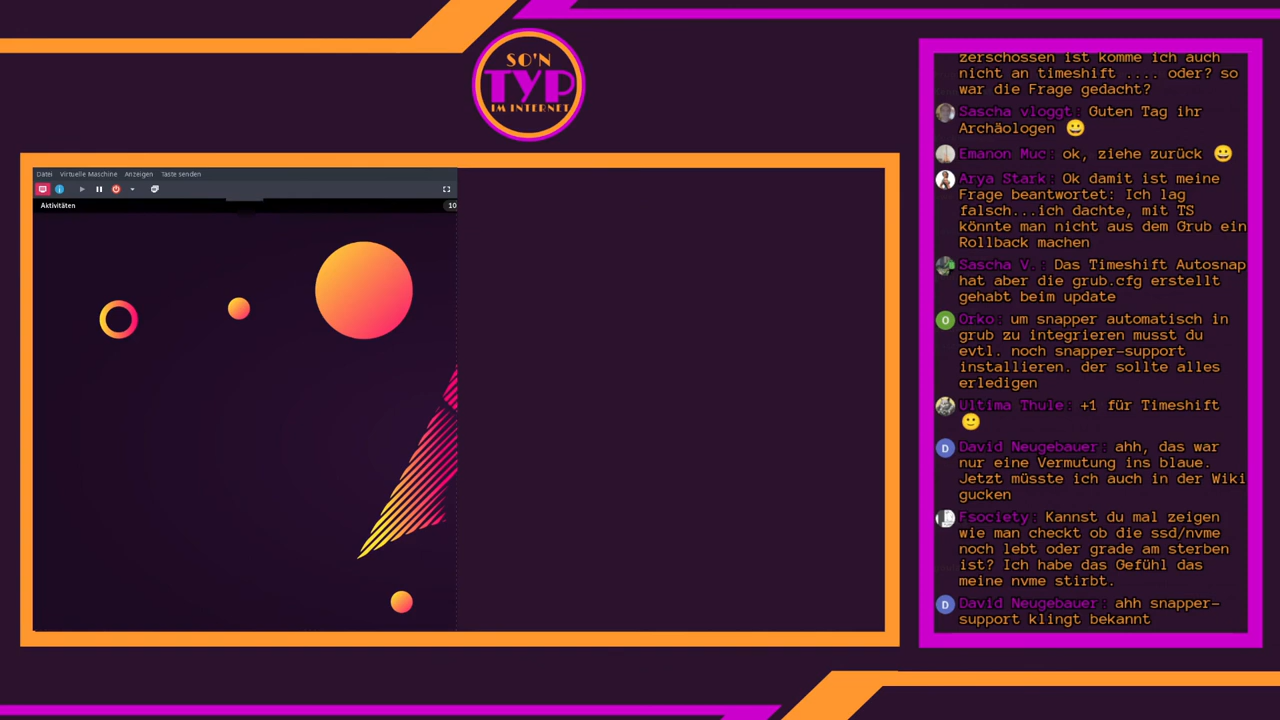 SO'N
TYP
IM INTERNET
Datei Virtuelle Maschine Anzeigen Taste senden
Aktivitäten
10
zerschossen ist komme ich auch
nicht an timeshift .... oder? so
war die Frage gedacht?
Sascha vloggt: Guten Tag ihr
Archäologen 😀
Emanon Muc: ok, ziehe zurück 😀
Arya Stark: Ok damit ist meine
Frage beantwortet: Ich lag
falsch...ich dachte, mit TS
könnte man nicht aus dem Grub ein
Rollback machen
Sascha V.: Das Timeshift Autosnap
hat aber die grub.cfg erstellt
gehabt beim update
O Orko: um snapper automatisch in
grub zu integrieren musst du
evtl. noch snapper-support
installieren. der sollte alles
erledigen
Ultima Thule: +1 für Timeshift
🙂
D David Neugebauer: ahh, das war
nur eine Vermutung ins blaue.
Jetzt müsste ich auch in der Wiki
gucken
Fsociety: Kannst du mal zeigen
wie man checkt ob die ssd/nvme
noch lebt oder grade am sterben
ist? Ich habe das Gefühl das
meine nvme stirbt.
D David Neugebauer: ahh snapper-
support klingt bekannt